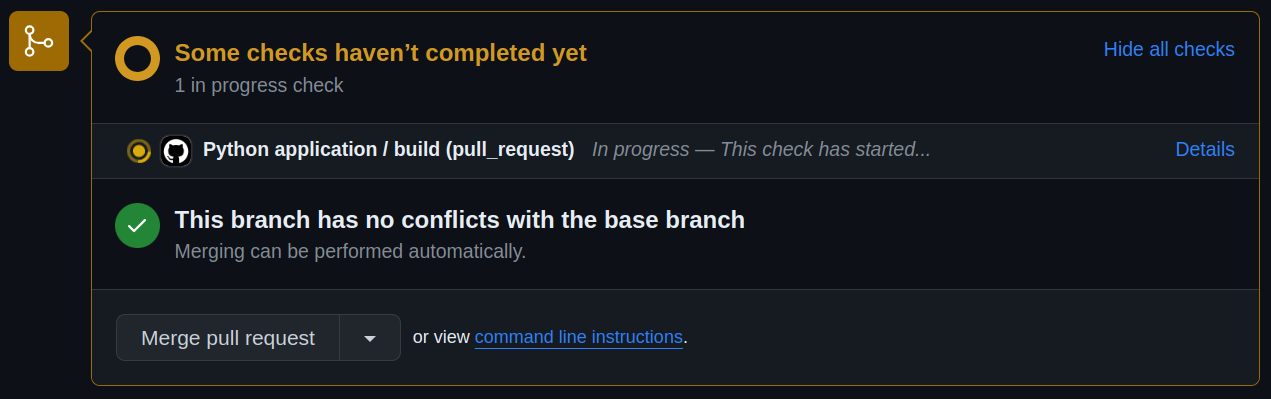 Some checks haven’t completed yet
Hide all checks
1 in progress check
Python application / build (pull_request) In progress — This check has started...
Details
This branch has no conflicts with the base branch
Merging can be performed automatically.
Merge pull request
or view command line instructions.